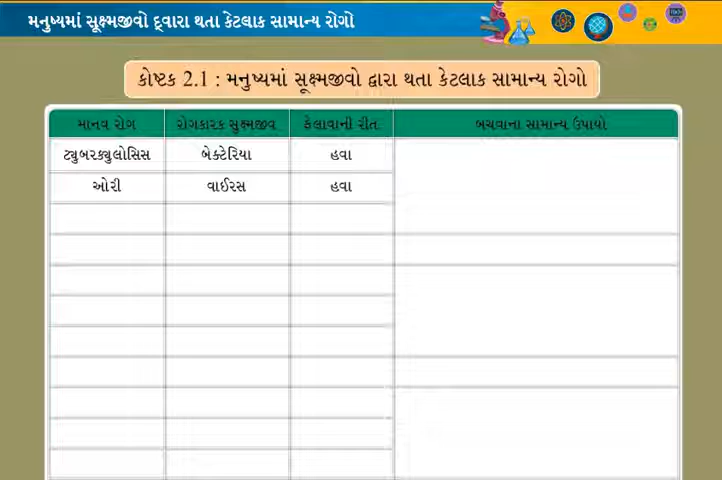 મનુષ્યમાં સૂક્ષ્મજીવો દ્વારા થતા કેટલાક સામાન્ય રોગો
કોષ્ટક 2.1 : મનુષ્યમાં સૂક્ષ્મજીવો દ્વારા થતા કેટલાક સામાન્ય રોગો
માનવ રોગ રોગકારક સુક્ષ્મજીવ ફેલાવાની રીત બચવાના સામાન્ય ઉપાયો
ટ્યુબરક્યુલોસિસ બેક્ટેરિયા હવા
ઓરી વાઈરસ હવા